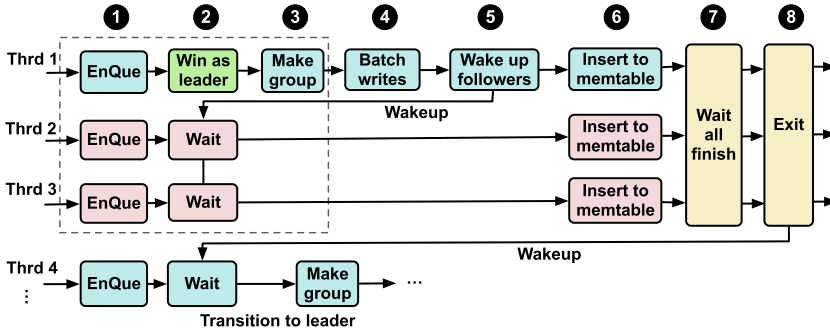 1 2 3 4 5 6 7 8
Thrd 1
EnQue
Win as
leader
Make
group
Batch
writes
Wake up
followers
Insert to
memtable
Wakeup
Thrd 2
EnQue
Wait
Insert to
memtable
Wait
all
finish
Exit
Thrd 3
EnQue
Wait
Insert to
memtable
Wakeup
Thrd 4
EnQue
Wait
Make
group
...
⋮
Transition to leader